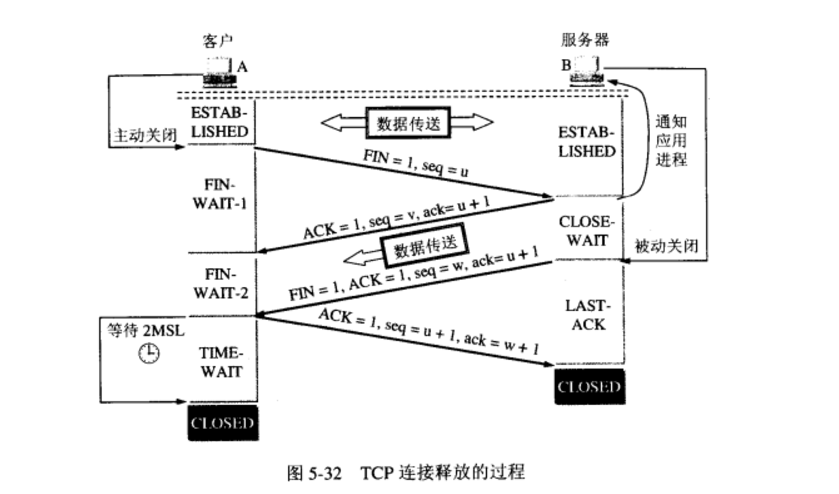 客户
服务器
A
B
ESTAB-
LISHED
数据传送
ESTAB-
LISHED
通知
应用
进程
主动关闭
FIN = 1, seq = u
FIN-
WAIT-1
ACK = 1, seq = v, ack= u + 1
CLOSE-
WAIT
数据传送
被动关闭
FIN-
WAIT-2
FIN = 1, ACK = 1, seq = w, ack= u + 1
LAST-
ACK
等待 2MSL
ACK = 1, seq = u + 1, ack = w + 1
TIME-
WAIT
CLOSED
CLOSED
图 5-32 TCP 连接释放的过程